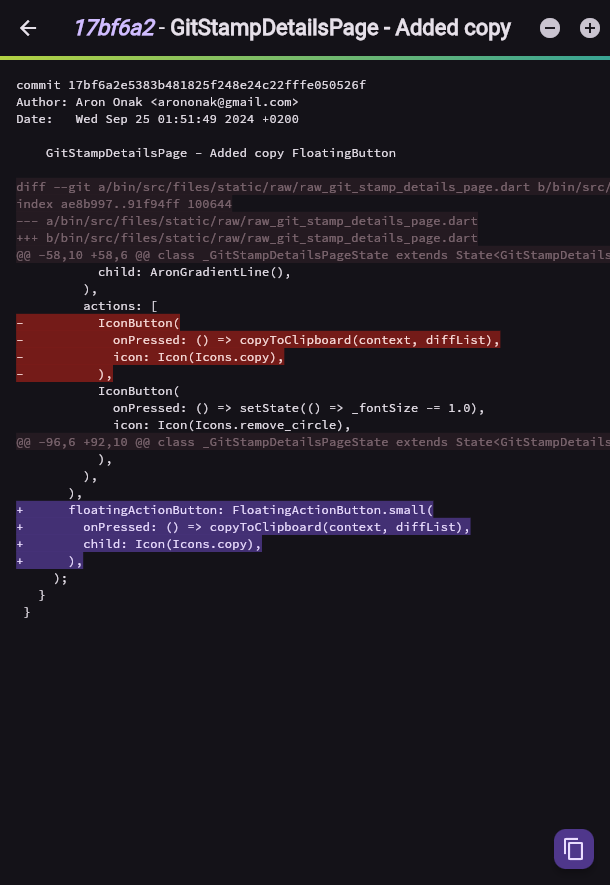 17bf6a2 - GitStampDetailsPage - Added copy
commit 17bf6a2e5383b481825f248e24c22fffe050526f
Author: Aron Onak <arononak@gmail.com>
Date:   Wed Sep 25 01:51:49 2024 +0200
    GitStampDetailsPage - Added copy FloatingButton
diff --git a/bin/src/files/static/raw/raw_git_stamp_details_page.dart b/bin/src/
index ae8b997..91f94ff 100644
--- a/bin/src/files/static/raw/raw_git_stamp_details_page.dart
+++ b/bin/src/files/static/raw/raw_git_stamp_details_page.dart
@@ -58,10 +58,6 @@ class _GitStampDetailsPageState extends State<GitStampDetails
           child: AronGradientLine(),
         ),
         actions: [
-          IconButton(
-            onPressed: () => copyToClipboard(context, diffList),
-            icon: Icon(Icons.copy),
-          ),
           IconButton(
             onPressed: () => setState(() => _fontSize -= 1.0),
             icon: Icon(Icons.remove_circle),
@@ -96,6 +92,10 @@ class _GitStampDetailsPageState extends State<GitStampDetails
           ),
         ),
       ),
+      floatingActionButton: FloatingActionButton.small(
+        onPressed: () => copyToClipboard(context, diffList),
+        child: Icon(Icons.copy),
+      ),
     );
   }
 }